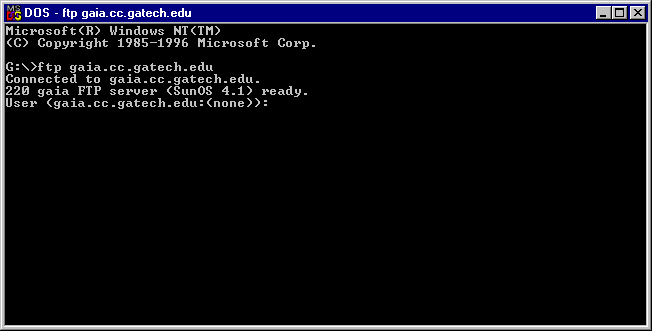 DOS - ftp gaia.cc.gatech.edu
Microsoft(R) Windows NT(TM)
(C) Copyright 1985-1996 Microsoft Corp.
G:\>ftp gaia.cc.gatech.edu
Connected to gaia.cc.gatech.edu.
220 gaia FTP server (SunOS 4.1) ready.
User (gaia.cc.gatech.edu:(none)):